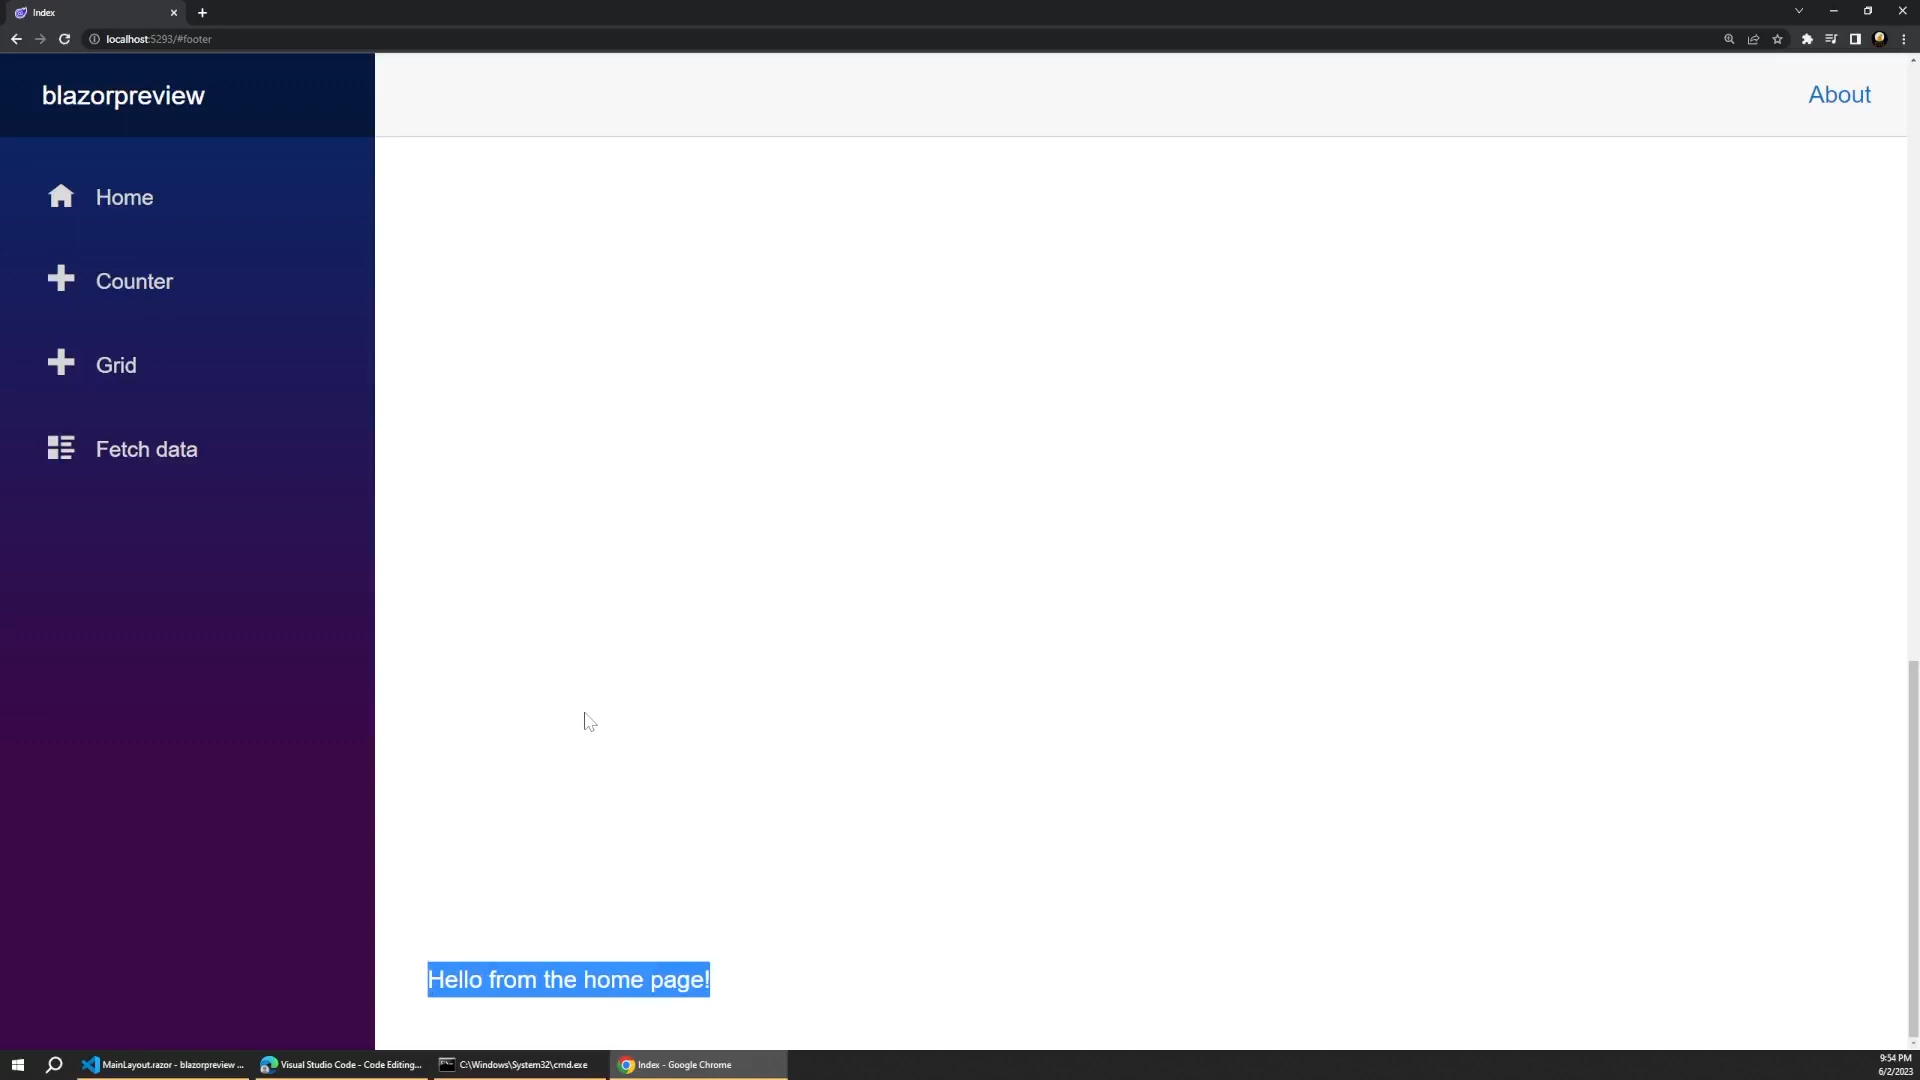 Index
localhost:5293/#footer
blazorpreview
About
Home
Counter
Grid
Fetch data
Hello from the home page!
MainLayout.razor - blazorpreview ...
Visual Studio Code - Code Editing...
C:\Windows\System32\cmd.exe
Index - Google Chrome
9:54 PM
6/2/2023